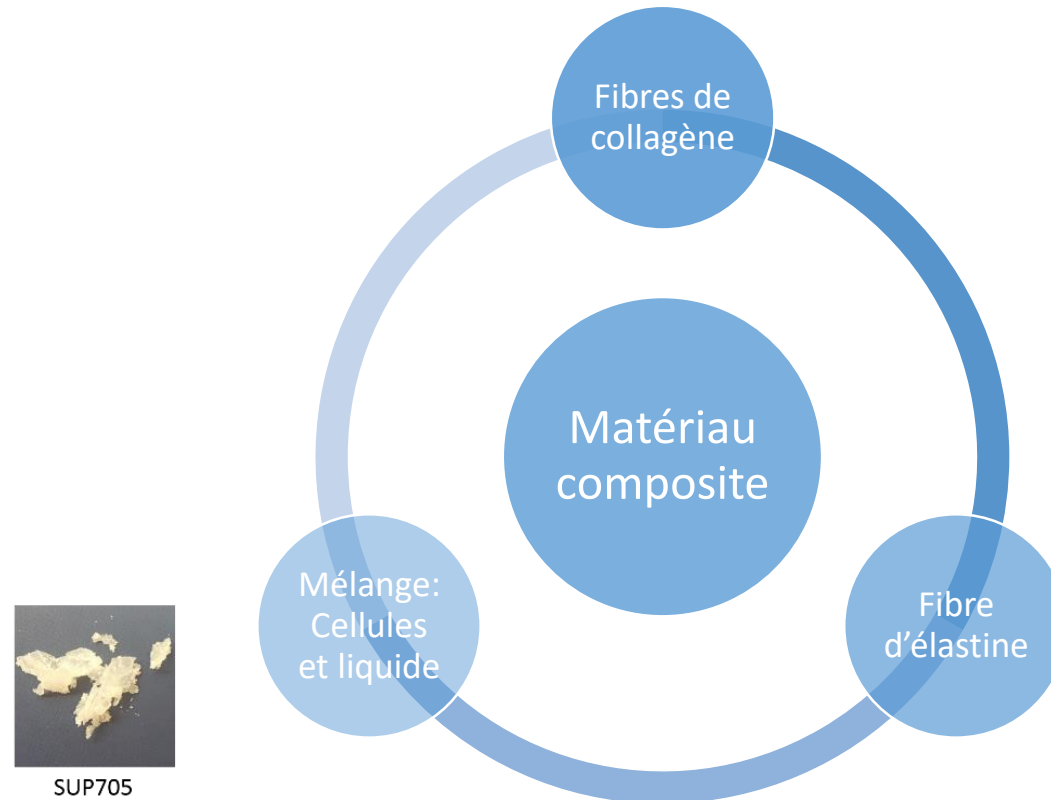 Fibres de
collagène
Matériau
composite
Mélange:
Cellules
et liquide
Fibre
d'élastine
SUP705